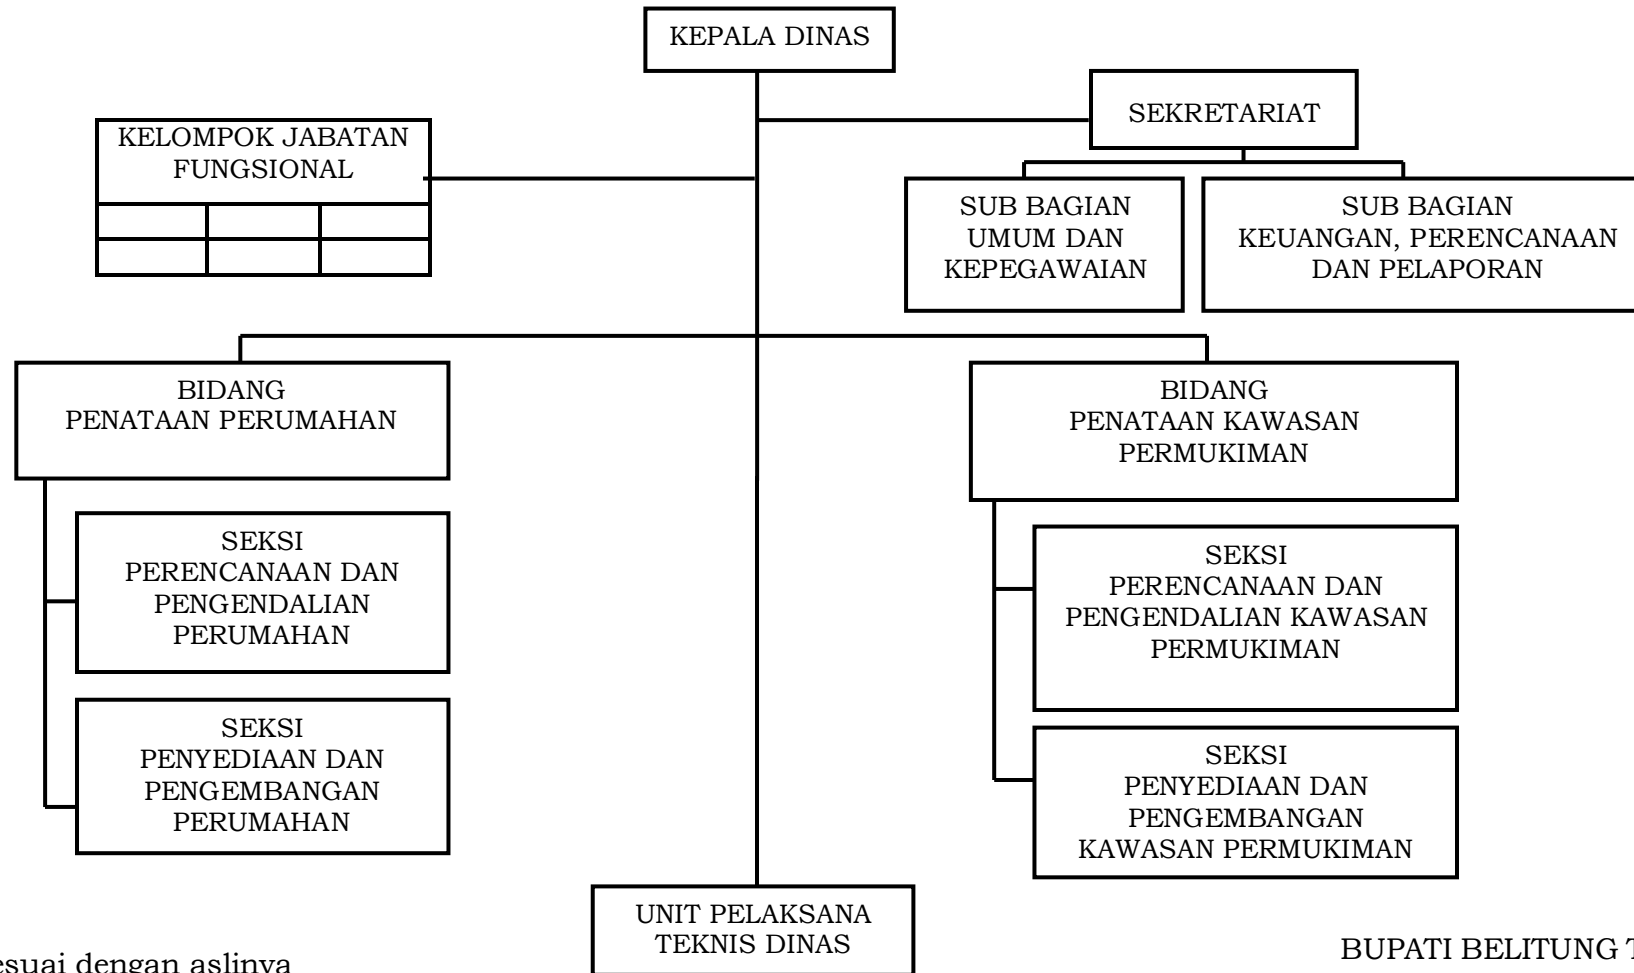 KEPALA DINAS
SEKRETARIAT
KELOMPOK JABATAN
FUNGSIONAL
SUB BAGIAN
UMUM DAN
KEPEGAWAIAN
SUB BAGIAN
KEUANGAN, PERENCANAAN
DAN PELAPORAN
BIDANG
PENATAAN PERUMAHAN
BIDANG
PENATAAN KAWASAN
PERMUKIMAN
SEKSI
PERENCANAAN DAN
PENGENDALIAN
PERUMAHAN
SEKSI
PERENCANAAN DAN
PENGENDALIAN KAWASAN
PERMUKIMAN
SEKSI
PENYEDIAAN DAN
PENGEMBANGAN
PERUMAHAN
SEKSI
PENYEDIAAN DAN
PENGEMBANGAN
KAWASAN PERMUKIMAN
UNIT PELAKSANA
TEKNIS DINAS
dengan aslinya
BUPATI BELITUNG